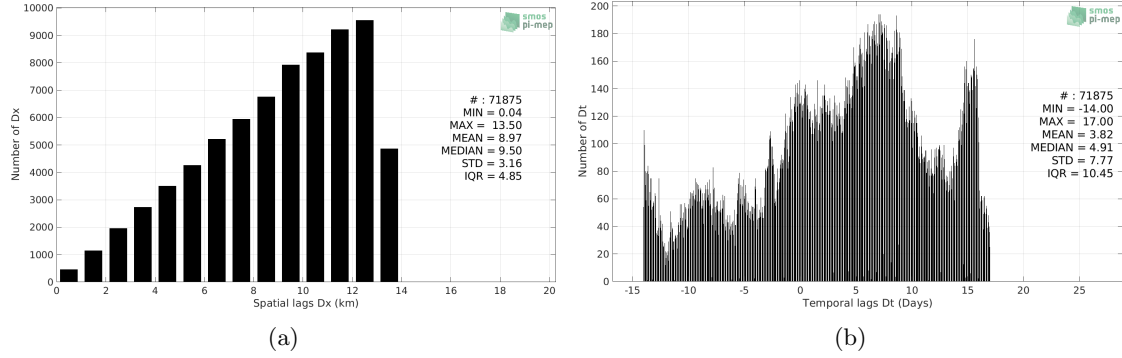 smos
pi-mep
10000
9000
8000
7000
6000
5000
4000
3000
2000
1000
0
Number of Dx
# : 71875
MIN = 0.04
MAX = 13.50
MEAN = 8.97
MEDIAN = 9.50
STD = 3.16
IQR = 4.85
0 2 4 6 8 10 12 14 16 18 20
Spatial lags Dx (km)
(a)
smos
pi-mep
200
180
160
140
120
100
80
60
40
20
0
Number of Dt
# : 71875
MIN = -14.00
MAX = 17.00
MEAN = 3.82
MEDIAN = 4.91
STD = 7.77
IQR = 10.45
-15 -10 -5 0 5 10 15 20 25
Temporal lags Dt (Days)
(b)